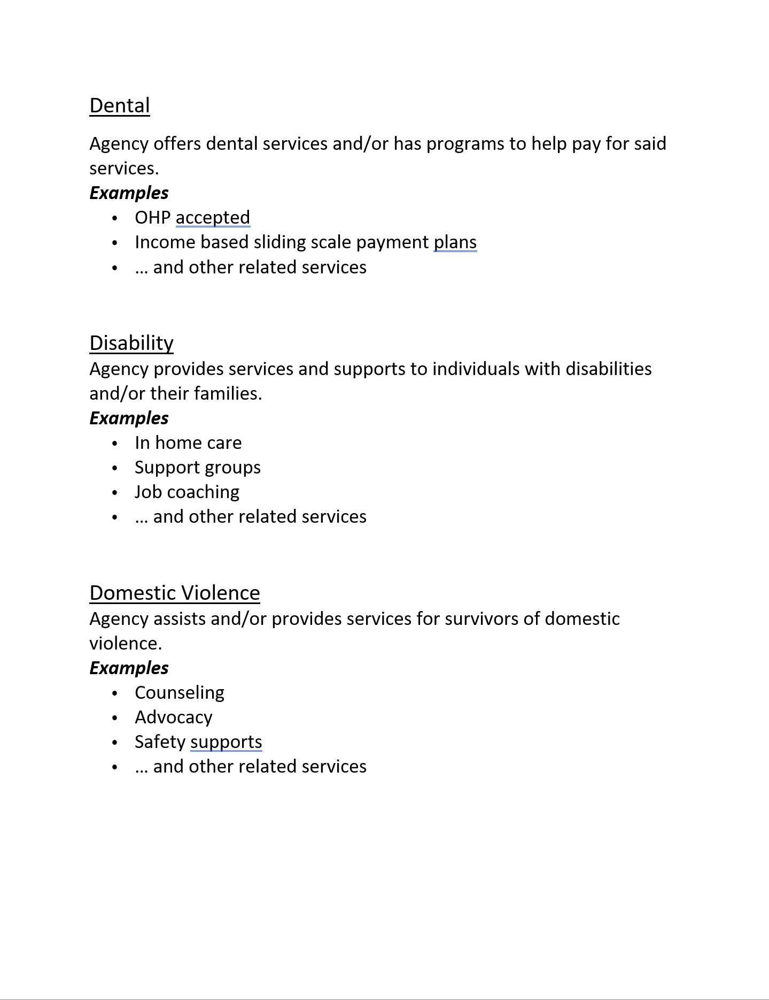 Dental
Agency offers dental services and/or has programs to help pay for said
services.
Examples
• OHP accepted
• Income based sliding scale payment plans
• ... and other related services
Disability
Agency provides services and supports to individuals with disabilities
and/or their families.
Examples
• In home care
• Support groups
• Job coaching
• ... and other related services
Domestic Violence
Agency assists and/or provides services for survivors of domestic
violence.
Examples
• Counseling
• Advocacy
• Safety supports
• ... and other related services